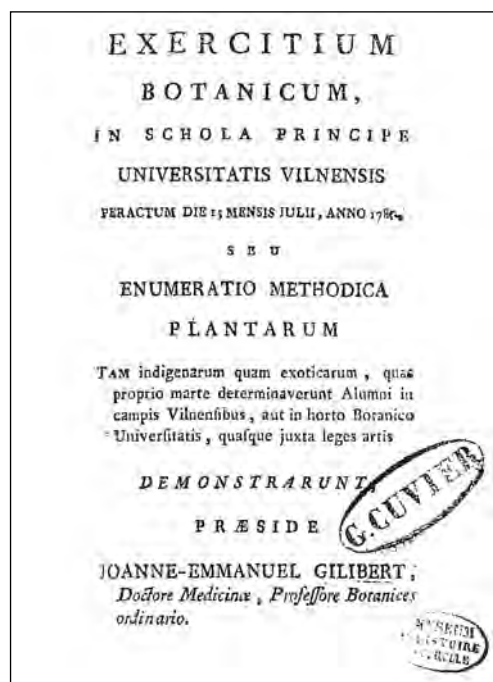 EXERCITIUM
BOTANICUM,
IN SCHOLA PRINCIPE
UNIVERSITATIS VILNENSIS
PERACTUM DIE 15 MENSIS JULII, ANNO
SEU
ENUMERATIO METHODICA
PLANTARUM
TAM indigenarum quam exoticarum, quas
proprio marte determinaverunt Alumni in
campis Vilnenſibus, aut in horto Botanico
Univerſitatis, quaſque juxta leges artis
DEMONSTRARUNT,
PRÆSIDE
JOANNE-EMMANUEL GILIBERT,
Doctore Medicinæ, Profeſſore Botanices
ordinario.
G. CUVIER
MUSEUM